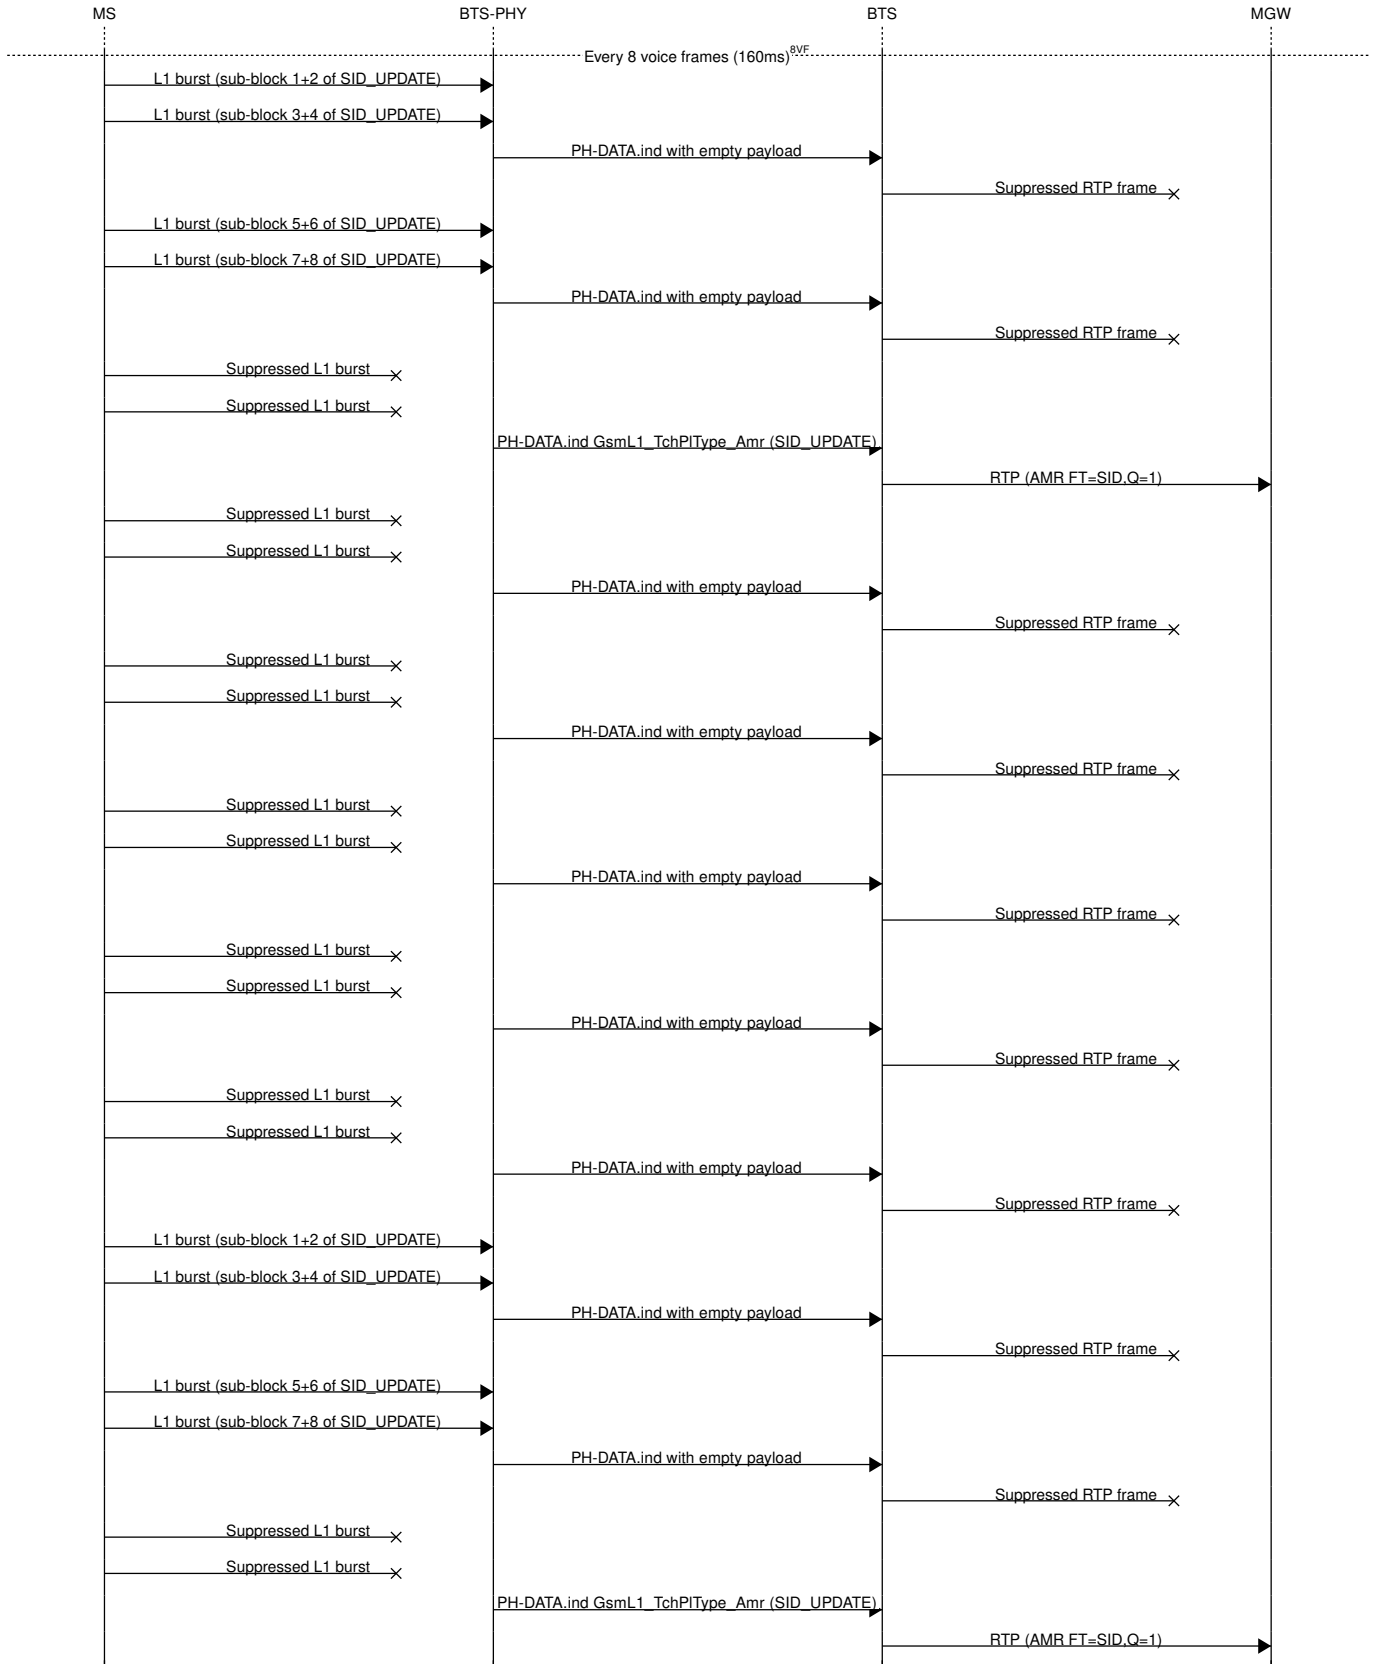 MS BTS-PHY BTS MGW
Every 8 voice frames (160ms) 8VF
L1 burst (sub-block 1+2 of SID_UPDATE)
L1 burst (sub-block 3+4 of SID_UPDATE)
PH-DATA.ind with empty payload
Suppressed RTP frame
L1 burst (sub-block 5+6 of SID_UPDATE)
L1 burst (sub-block 7+8 of SID_UPDATE)
PH-DATA.ind with empty payload
Suppressed RTP frame
Suppressed L1 burst
Suppressed L1 burst
PH-DATA.ind GsmL1_TchPlType_Amr (SID_UPDATE)
RTP (AMR FT=SID,Q=1)
Suppressed L1 burst
Suppressed L1 burst
PH-DATA.ind with empty payload
Suppressed RTP frame
Suppressed L1 burst
Suppressed L1 burst
PH-DATA.ind with empty payload
Suppressed RTP frame
Suppressed L1 burst
Suppressed L1 burst
PH-DATA.ind with empty payload
Suppressed RTP frame
Suppressed L1 burst
Suppressed L1 burst
PH-DATA.ind with empty payload
Suppressed RTP frame
Suppressed L1 burst
Suppressed L1 burst
PH-DATA.ind with empty payload
Suppressed RTP frame
L1 burst (sub-block 1+2 of SID_UPDATE)
L1 burst (sub-block 3+4 of SID_UPDATE)
PH-DATA.ind with empty payload
Suppressed RTP frame
L1 burst (sub-block 5+6 of SID_UPDATE)
L1 burst (sub-block 7+8 of SID_UPDATE)
PH-DATA.ind with empty payload
Suppressed RTP frame
Suppressed L1 burst
Suppressed L1 burst
PH-DATA.ind GsmL1_TchPlType_Amr (SID_UPDATE)
RTP (AMR FT=SID,Q=1)